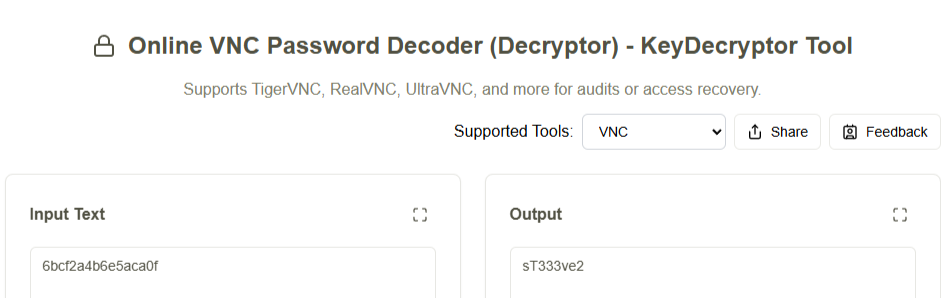 Online VNC Password Decoder (Decryptor) - KeyDecryptor Tool
Supports TigerVNC, RealVNC, UltraVNC, and more for audits or access recovery.
Supported Tools: VNC Share Feedback
Input Text
6bcf2a4b6e5aca0f
Output
sT333ve2